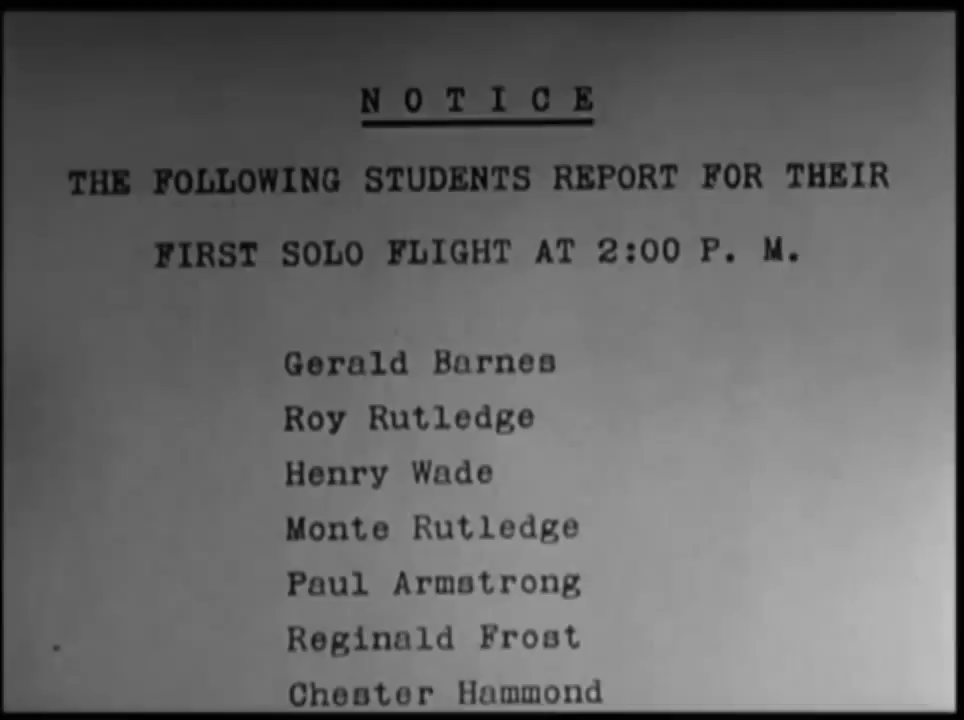 N O T I C E
THE FOLLOWING STUDENTS REPORT FOR THEIR
FIRST SOLO FLIGHT AT 2:00 P. M.
Gerald Barnes
Roy Rutledge
Henry Wade
Monte Rutledge
Paul Armstrong
Reginald Frost
Chester Hammond